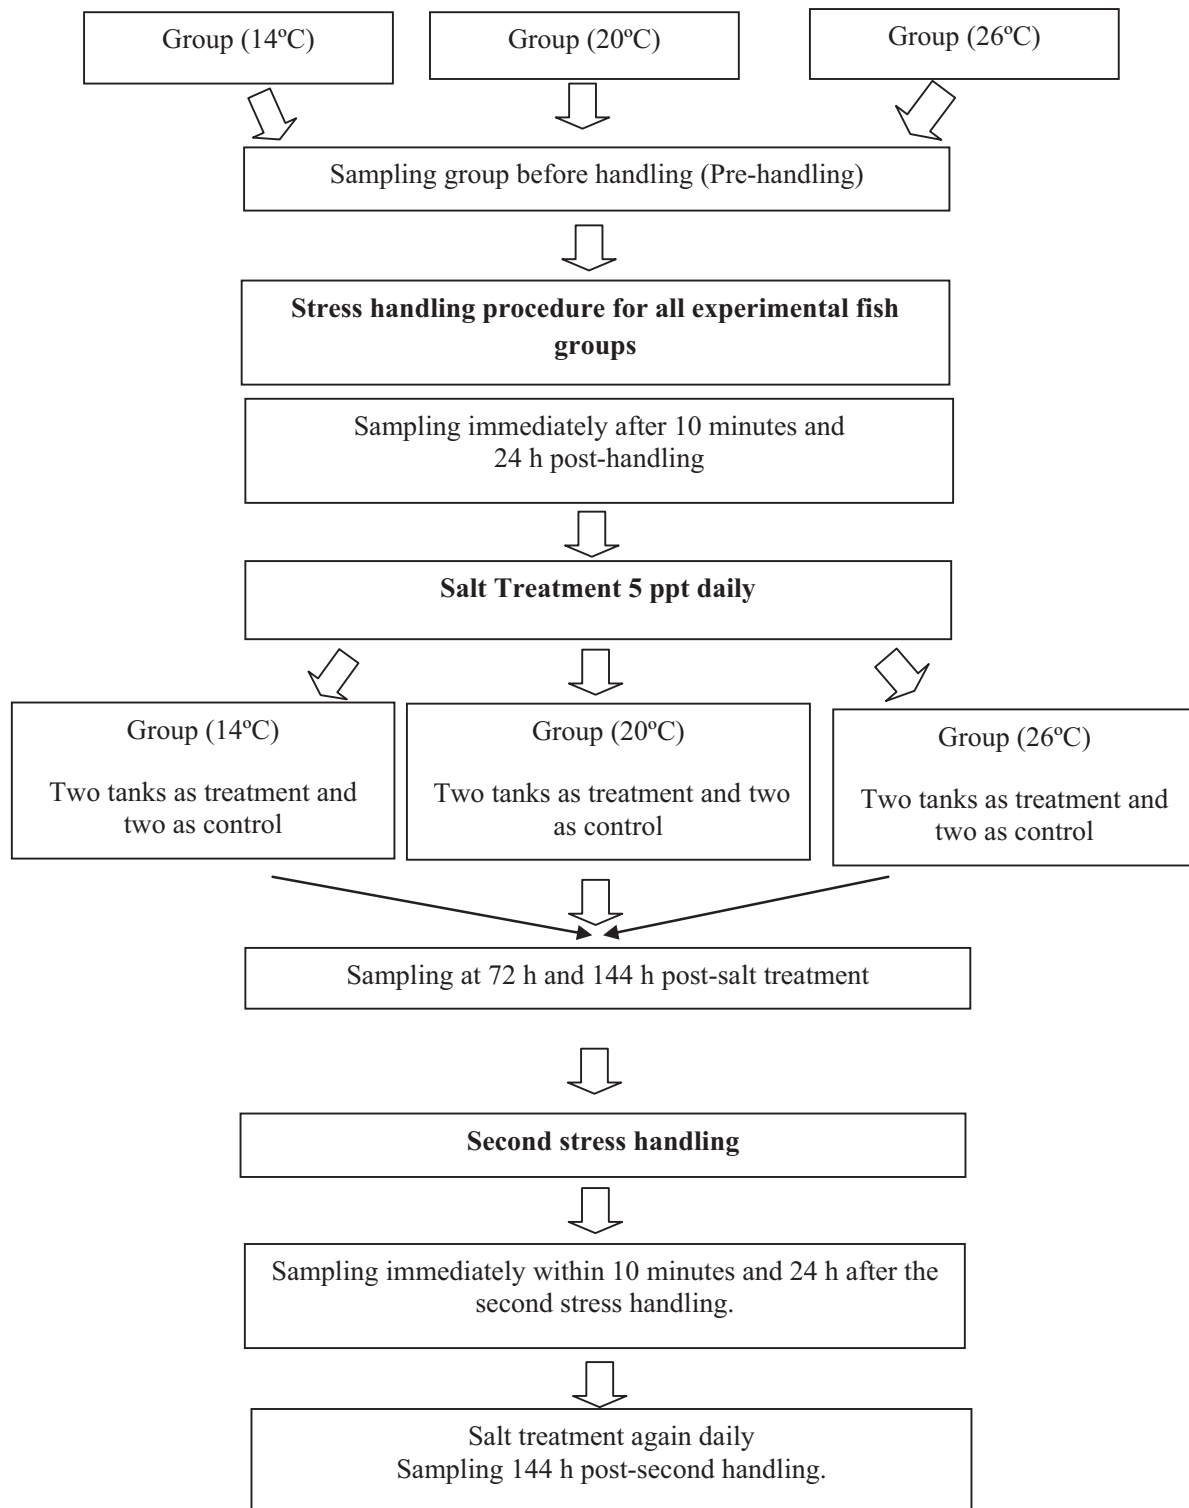 Group (14ºC)
Group (20ºC)
Group (26ºC)
Sampling group before handling (Pre-handling)
Stress handling procedure for all experimental fish
groups
Sampling immediately after 10 minutes and
24 h post-handling
Salt Treatment 5 ppt daily
Group (14ºC)
Two tanks as treatment and
two as control
Group (20ºC)
Two tanks as treatment and two
as control
Group (26ºC)
Two tanks as treatment and
two as control
Sampling at 72 h and 144 h post-salt treatment
Second stress handling
Sampling immediately within 10 minutes and 24 h after the
second stress handling.
Salt treatment again daily
Sampling 144 h post-second handling.